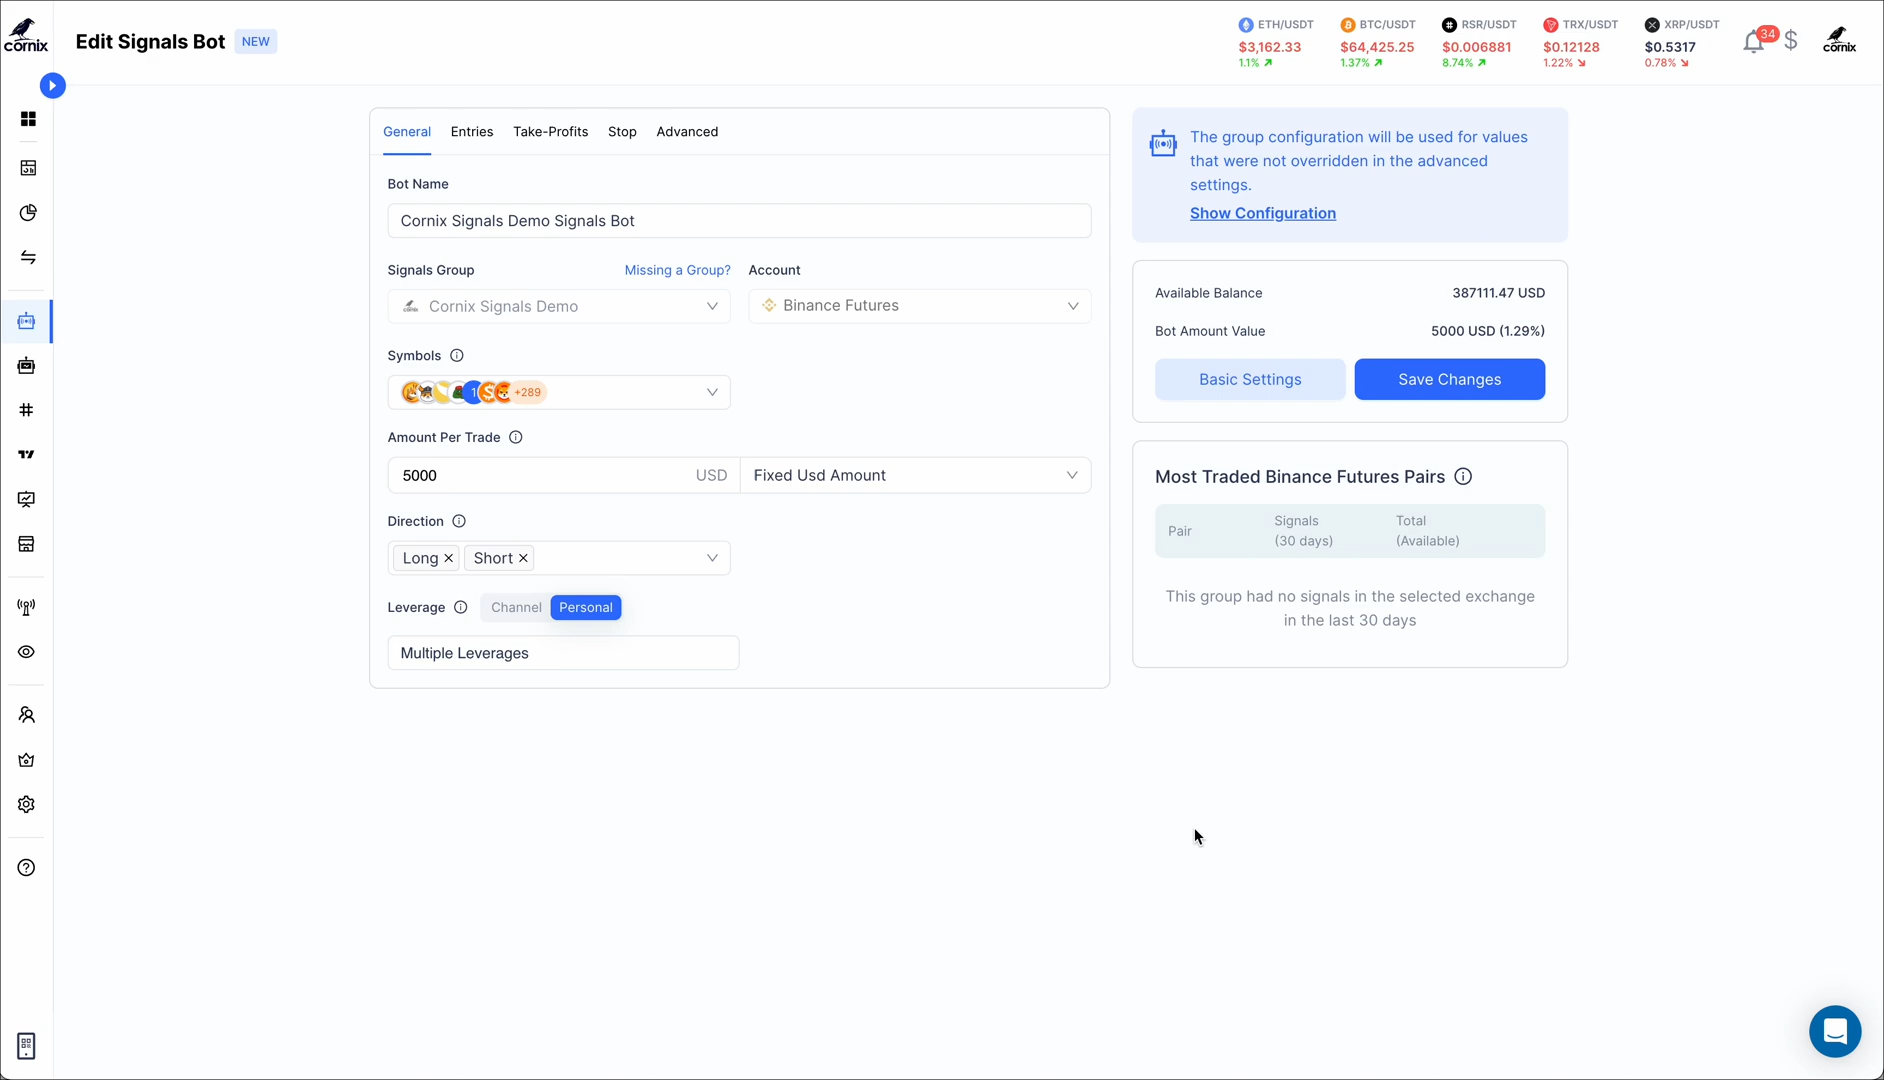 cornix
Edit Signals Bot
NEW
ETH/USDT
$3,162.33
1.1%
BTC/USDT
$64,425.25
1.37%
RSR/USDT
$0.006881
8.74%
TRX/USDT
$0.12128
1.22%
XRP/USDT
$0.5317
0.78%
34
cornix
General
Entries
Take-Profits
Stop
Advanced
Bot Name
Cornix Signals Demo Signals Bot
Signals Group
Missing a Group?
Account
Cornix Signals Demo
Binance Futures
Symbols
+289
Amount Per Trade
5000
USD
Fixed Usd Amount
Direction
Long
Short
Leverage
Channel
Personal
Multiple Leverages
The group configuration will be used for values
that were not overridden in the advanced
settings.
Show Configuration
Available Balance
387111.47 USD
Bot Amount Value
5000 USD (1.29%)
Basic Settings
Save Changes
Most Traded Binance Futures Pairs
Pair
Signals
(30 days)
Total
(Available)
This group had no signals in the selected exchange
in the last 30 days